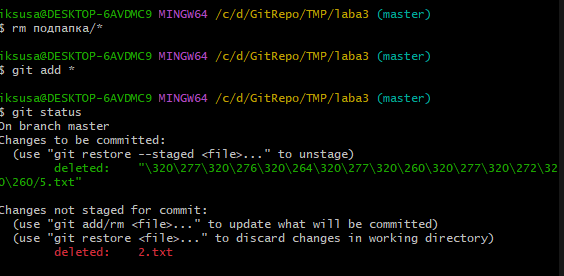 iksusa@DESKTOP-6AVDMC9 MINGW64 /c/d/GitRepo/TMP/laba3 (master)
$ rm подпапка/*
iksusa@DESKTOP-6AVDMC9 MINGW64 /c/d/GitRepo/TMP/laba3 (master)
$ git add *
iksusa@DESKTOP-6AVDMC9 MINGW64 /c/d/GitRepo/TMP/laba3 (master)
$ git status
On branch master
Changes to be committed:
  (use "git restore --staged <file>..." to unstage)
        deleted:    "\320\277\320\276\320\264\320\277\320\260\320\277\320\272\32
0\260/5.txt"
Changes not staged for commit:
  (use "git add/rm <file>..." to update what will be committed)
  (use "git restore <file>..." to discard changes in working directory)
        deleted:    2.txt